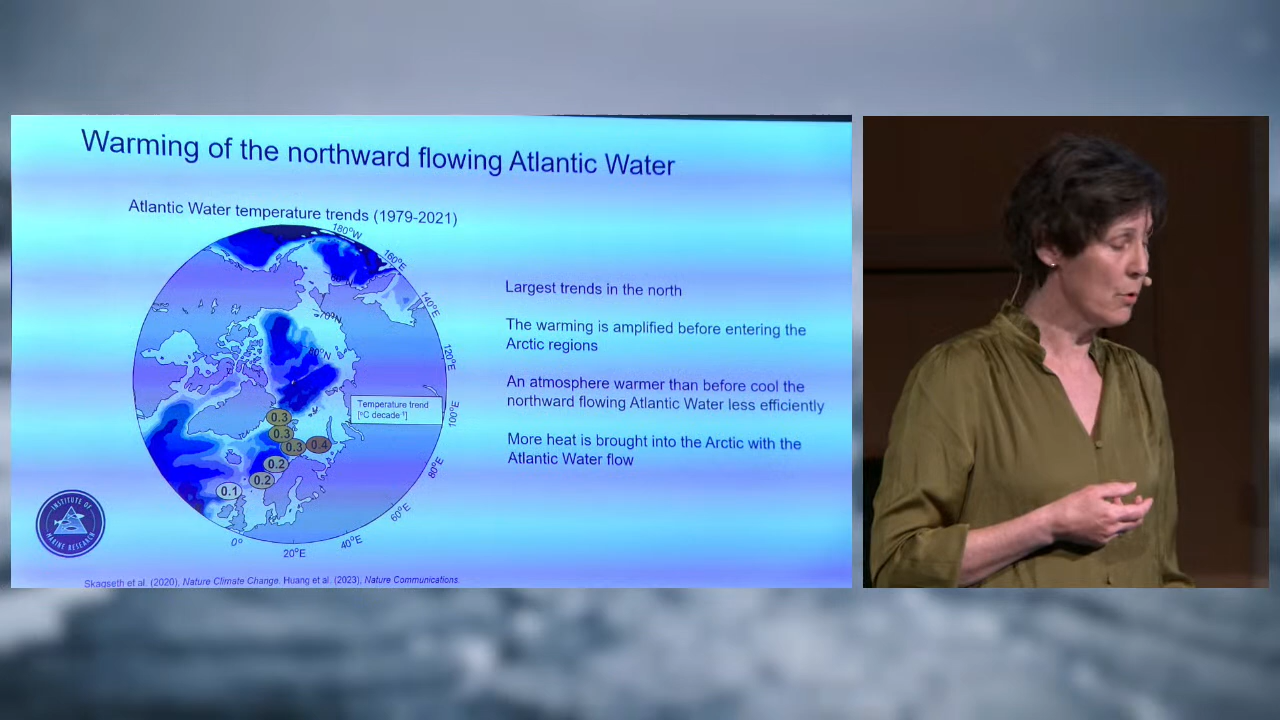 Warming of the northward flowing Atlantic Water
Atlantic Water temperature trends (1979-2021)
180°W
160°E
140°E
70°N
120°E
80°N
100°E
Temperature trend
[°C decade⁻¹]
0.3
0.3
0.3
0.4
0.2
0.2
0.1
80°E
60°E
40°E
20°E
0°
Largest trends in the north
The warming is amplified before entering the
Arctic regions
An atmosphere warmer than before cool the
northward flowing Atlantic Water less efficiently
More heat is brought into the Arctic with the
Atlantic Water flow
INSTITUTE OF
MARINE RESEARCH
Skagseth et al. (2020), Nature Climate Change. Huang et al. (2023), Nature Communications.